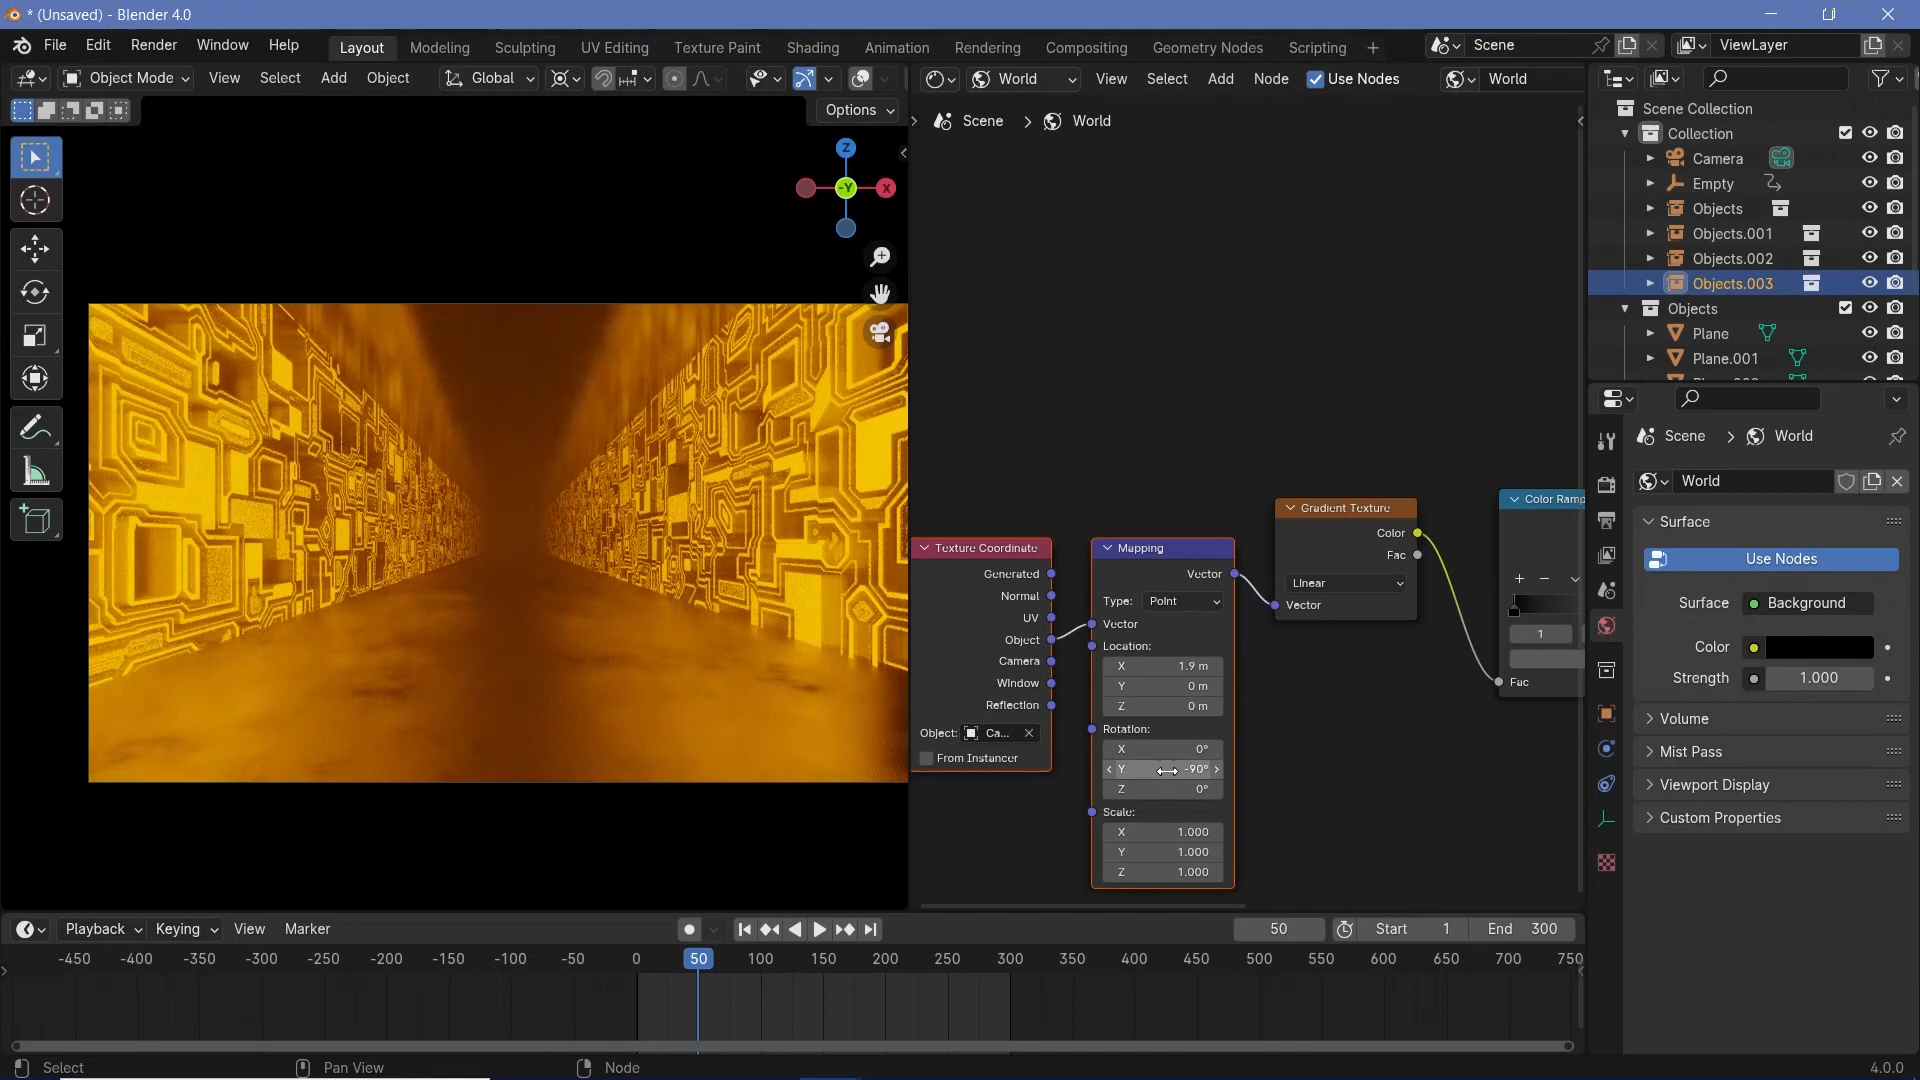 * (Unsaved) - Blender 4.0
File Edit Render Window Help Layout Modeling Sculpting UV Editing Texture Paint Shading Animation Rendering Compositing Geometry Nodes Scripting + Scene ViewLayer
Object Mode View Select Add Object Global World View Select Add Node Use Nodes World
Options
Scene > World
Scene Collection
Collection
Camera
Empty
Objects
Objects.001
Objects.002
Objects.003
Objects
Plane
Plane.001
Z
-Y X
Scene > World
World
Surface
Use Nodes
Surface Background
Color
Strength 1.000
Volume
Mist Pass
Viewport Display
Custom Properties
Texture Coordinate
Generated
Normal
UV
Object
Camera
Window
Reflection
Object: Ca...
From Instancer
Mapping
Vector
Type: Point
Vector
Location:
X 1.9 m
Y 0 m
Z 0 m
Rotation:
X 0°
Y -90°
Z 0°
Scale:
X 1.000
Y 1.000
Z 1.000
Gradient Texture
Color
Fac
Linear
Vector
Color Ramp
1
Fac
Playback Keying View Marker 50 Start 1 End 300
-450 -400 -350 -300 -250 -200 -150 -100 -50 0 50 100 150 200 250 300 350 400 450 500 550 600 650 700 750
Select Pan View Node 4.0.0